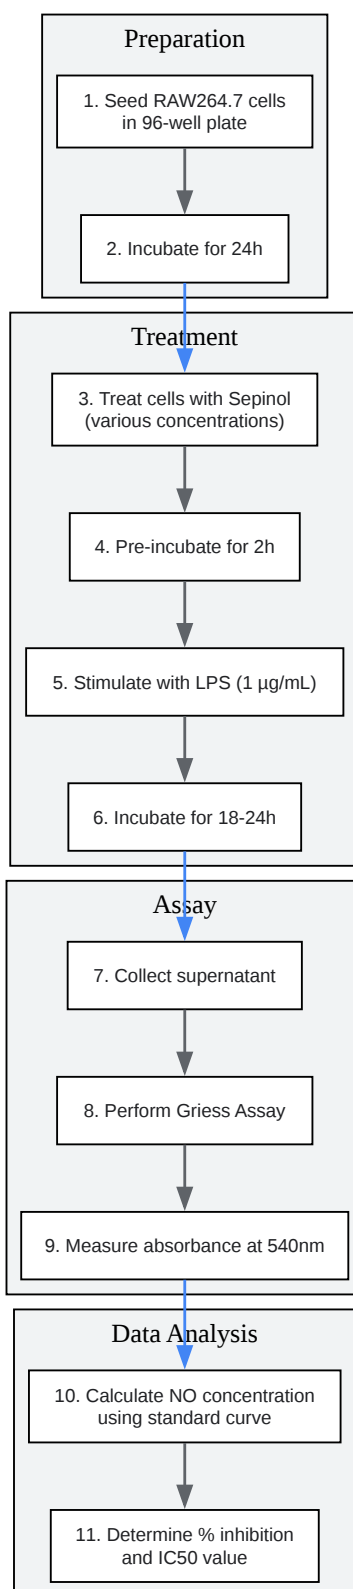 Preparation
1. Seed RAW264.7 cells
in 96-well plate
2. Incubate for 24h
Treatment
3. Treat cells with Sepinol
(various concentrations)
4. Pre-incubate for 2h
5. Stimulate with LPS (1 µg/mL)
6. Incubate for 18-24h
Assay
7. Collect supernatant
8. Perform Griess Assay
9. Measure absorbance at 540nm
Data Analysis
10. Calculate NO concentration
using standard curve
11. Determine % inhibition
and IC50 value